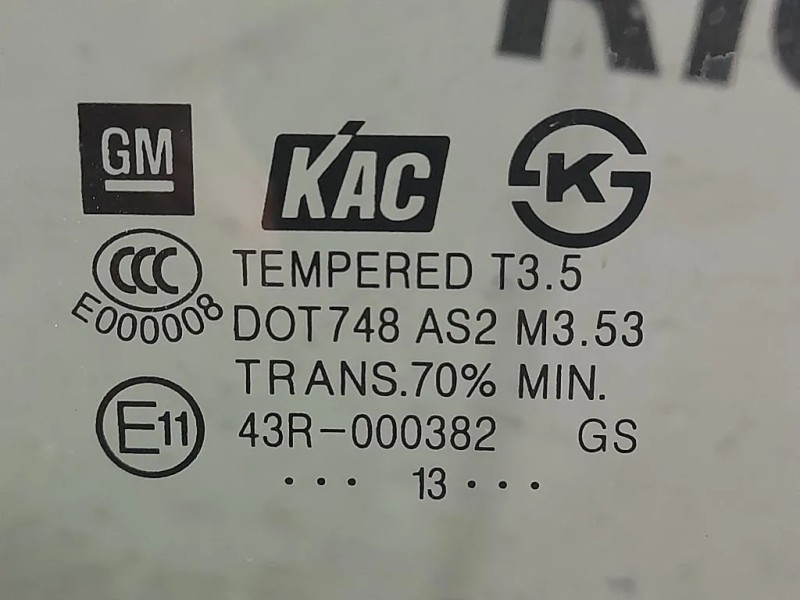 GM
KAC
K
CCC
E000008
TEMPERED T3.5
DOT748 AS2 M3.53
TRANS.70% MIN.
E11
43R-000382 GS
··· 13 ····